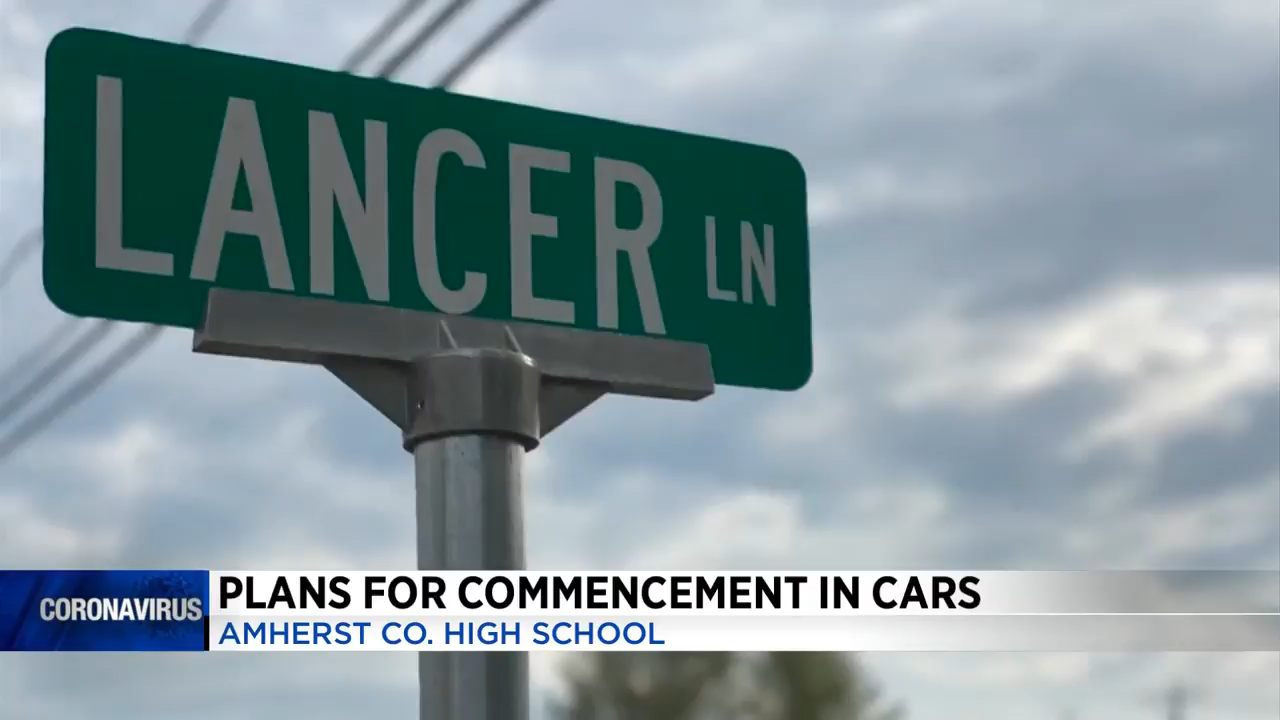 LANCER LN
CORONAVIRUS
PLANS FOR COMMENCEMENT IN CARS
AMHERST CO. HIGH SCHOOL